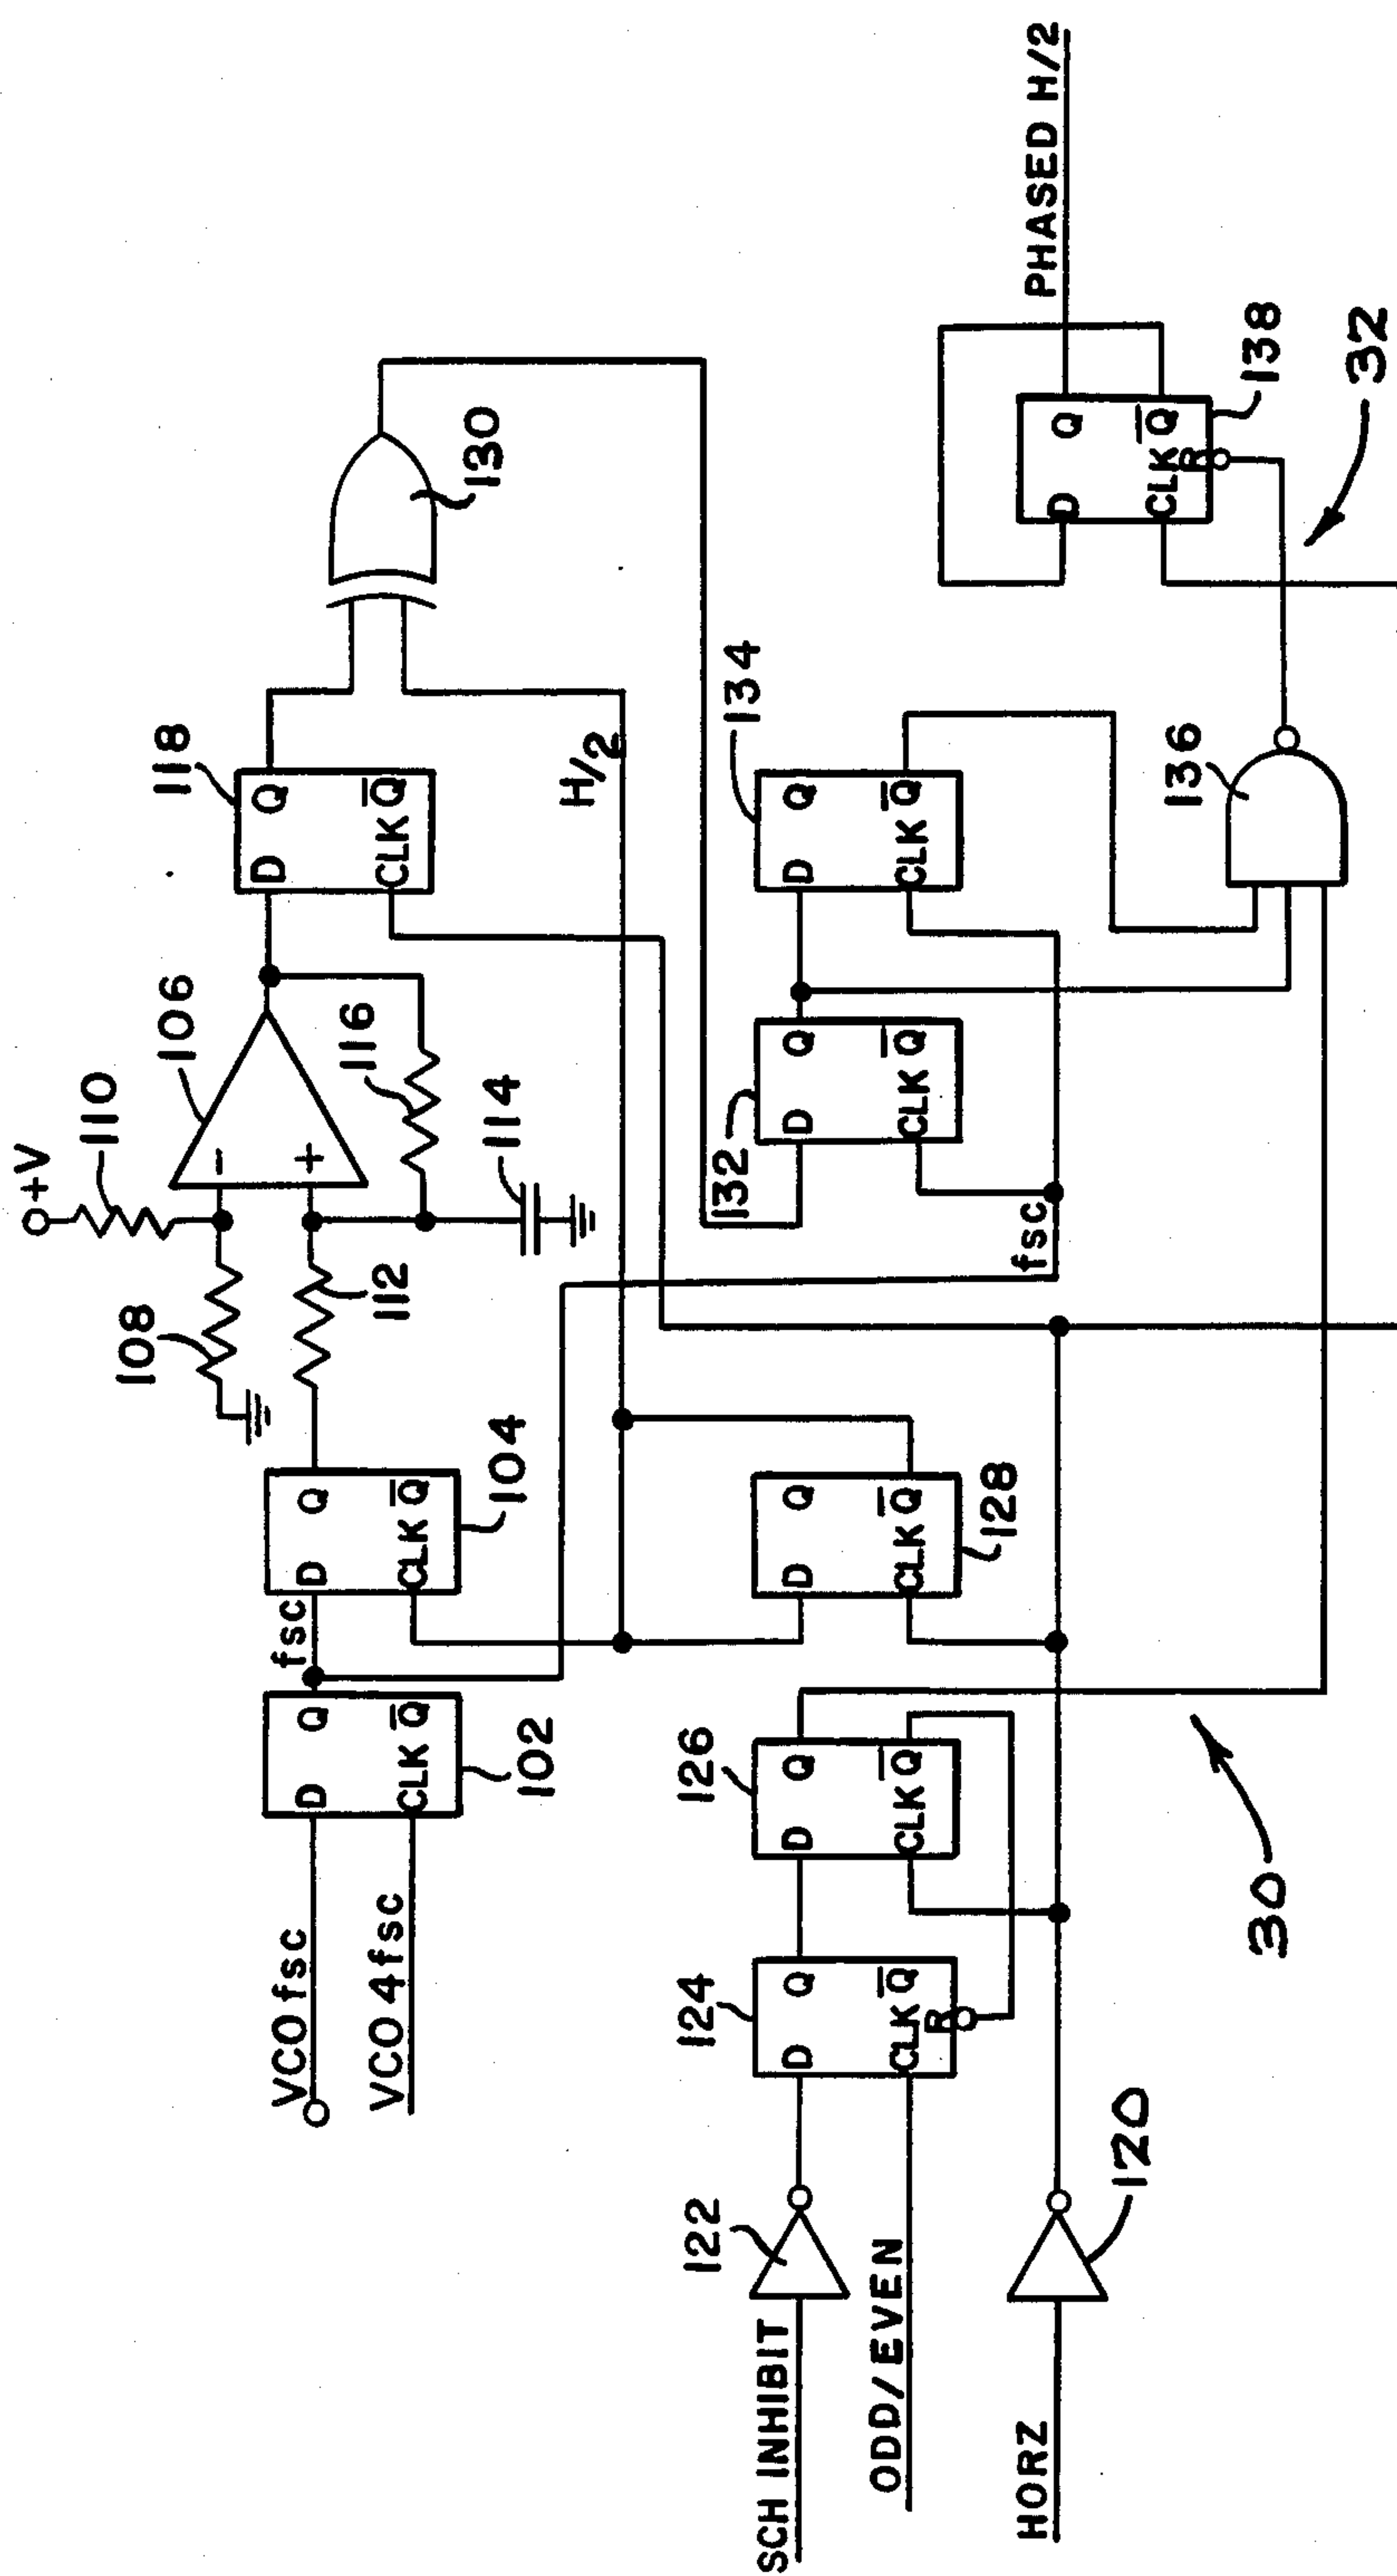 +V
110
108
106
112
116
114
118
130
VCO fsc
VCO 4fsc
D Q
CLK Q̅
102
fsc
D Q
CLK Q̅
104
-
+
D Q
CLK Q̅
H/2
SCH INHIBIT
122
ODD/EVEN
HORZ
120
124
D Q
CLK Q̅
R
126
D Q
CLK Q̅
D Q
CLK Q̅
128
30
fsc
132
D Q
CLK Q̅
134
D Q
CLK Q̅
136
D Q
CLK Q̅
R
138
PHASED H/2
32